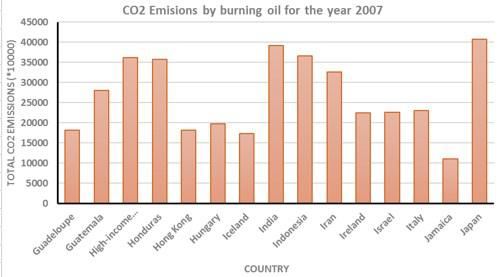 CO2 Emisions by burning oil for the year 2007
TOTAL CO2 EMISSIONS (*10000)
45000
40000
35000
30000
25000
20000
15000
10000
5000
0
Guadeloupe
Guatemala
High-income...
Honduras
Hong Kong
Hungary
Iceland
India
Indonesia
Iran
Ireland
Israel
Italy
Jamaica
Japan
COUNTRY